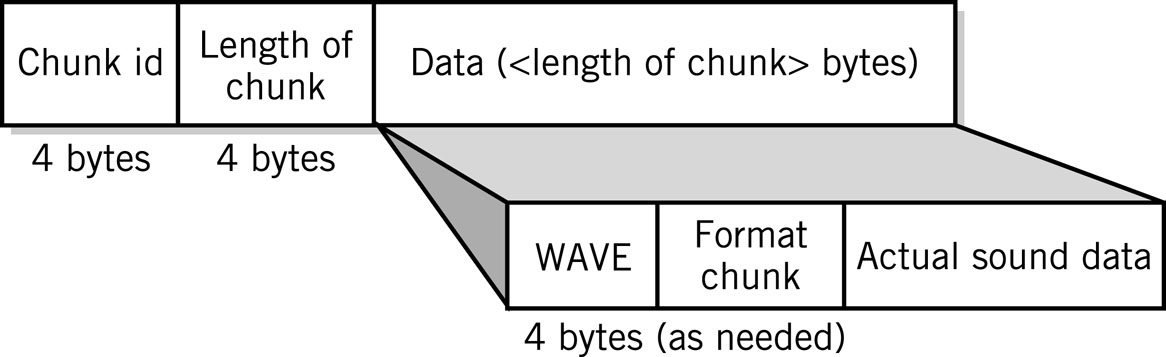 Chunk id
Length of
chunk
Data (<length of chunk> bytes)
4 bytes
4 bytes
WAVE
Format
chunk
Actual sound data
4 bytes (as needed)